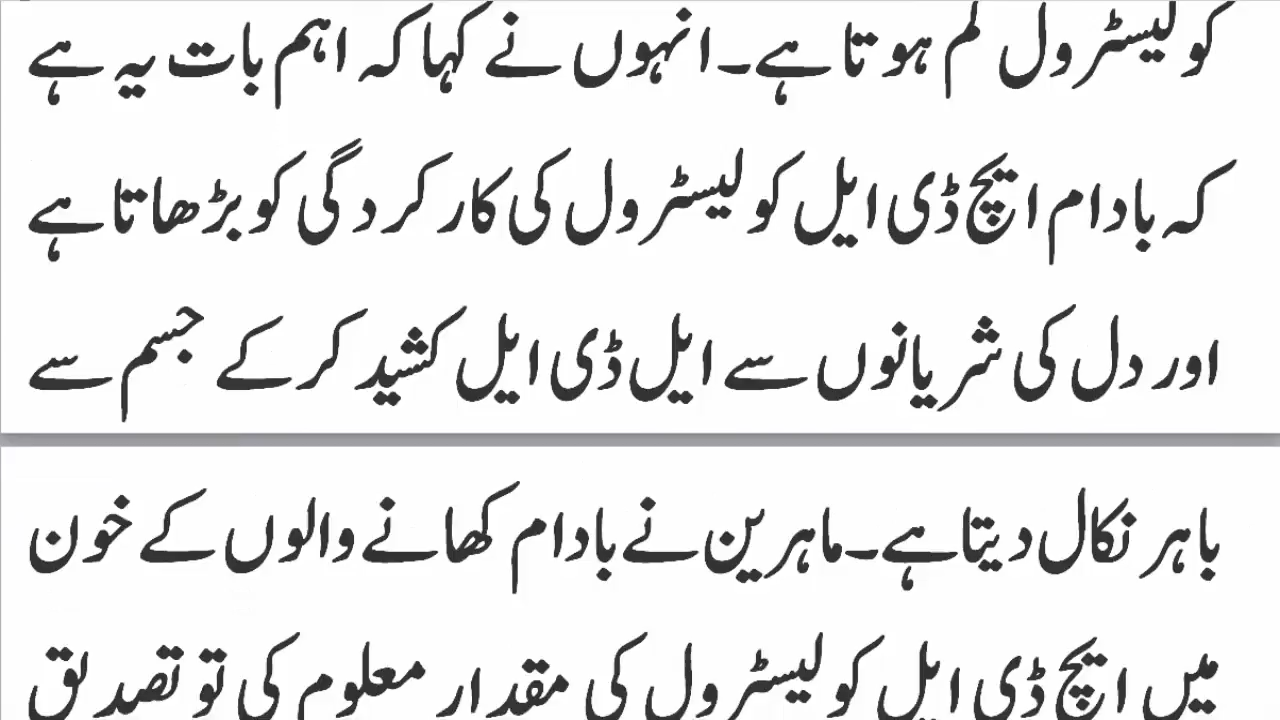 کولیسٹرول کم ہوتا ہے۔ انہوں نے کہا کہ اہم بات یہ ہے
کہ بادام ایچ ڈی ایل کو لیسٹرول کی کارکردگی کو بڑھاتا ہے
اور دل کی شریانوں سے ایل ڈی ایل کشید کر کے جسم سے
باہر نکال دیتا ہے۔ ماہرین نے بادام کھانے والوں کے خون
میں ایچ ڈی ایل کولیسٹرول کی مقدار معلوم کی تو تصدیق